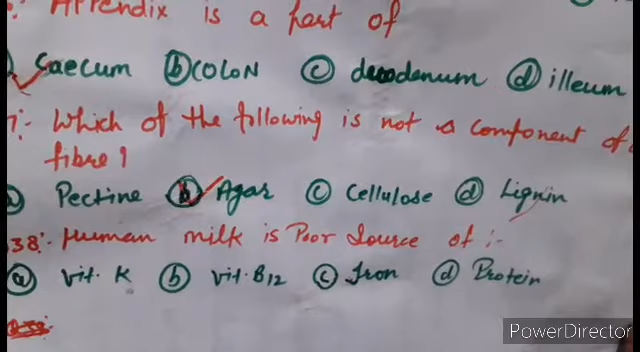 Appendix is a part of
Caecum ⓑ COLON ⓒ deodenum ⓓ illeum
7:- Which of the following is not a component of
fibre ?
a Pectine ⓑ Agar ⓒ Cellulose ⓓ Lignin
38:- Human milk is Poor Source of :-
ⓐ Vit. K ⓑ Vit. B12 ⓒ Iron ⓓ Protein
PowerDirector